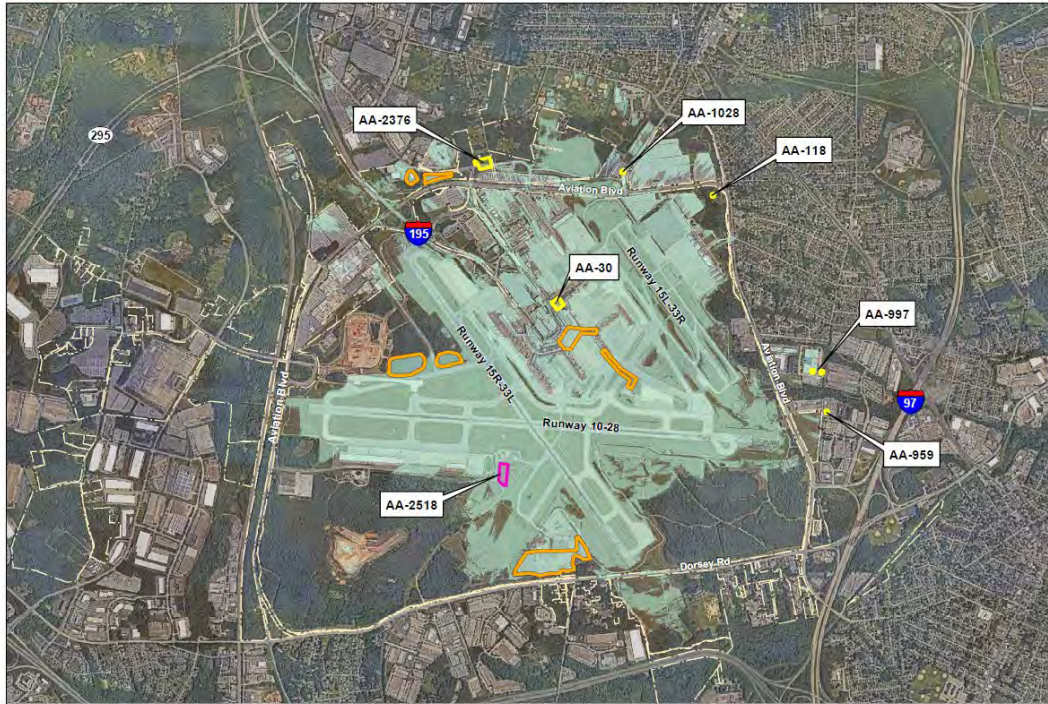 295
AA-2376
AA-1028
AA-118
Aviation Blvd
195
AA-30
Runway 15L-33R
Runway 15R-33L
AA-997
Aviation Blvd
Aviation Blvd
97
Runway 10-28
AA-959
AA-2518
Dorsey Rd